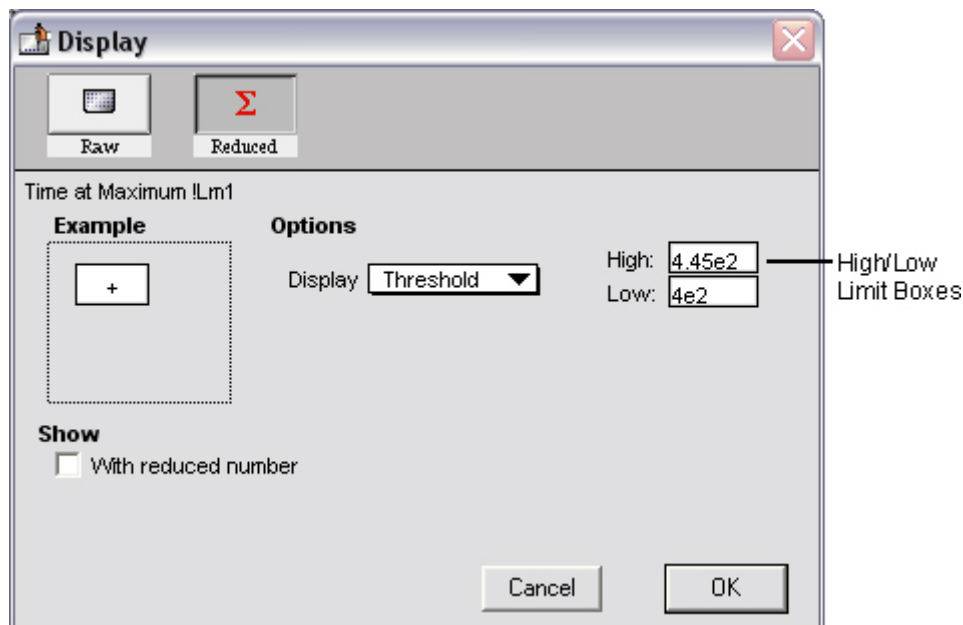 Display
Σ
Raw Reduced
Time at Maximum !Lm1
Example Options
+
Display Threshold High: 4.45e2 High/Low
Low: 4e2 Limit Boxes
Show
With reduced number
Cancel OK